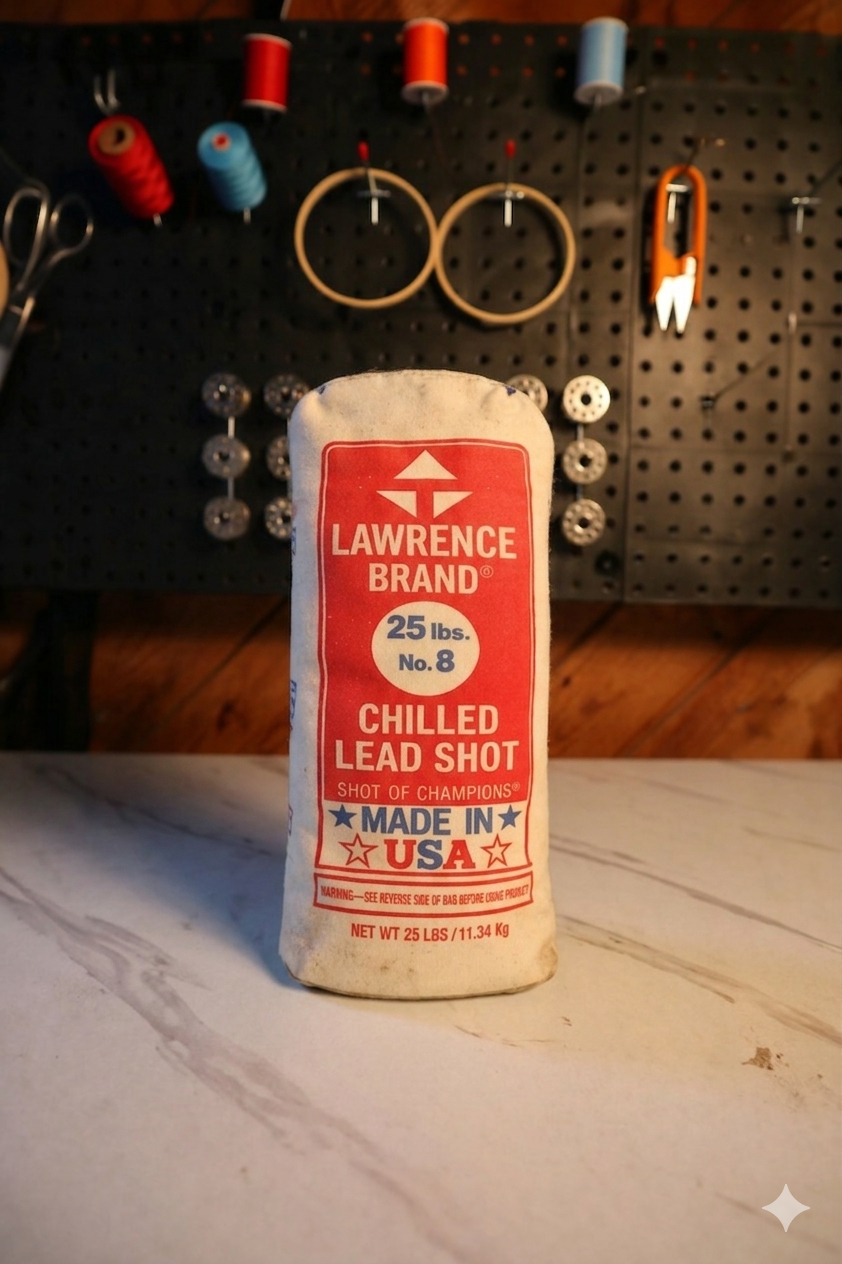 LAWRENCE
BRAND®
25 lbs.
No. 8
CHILLED
LEAD SHOT
SHOT OF CHAMPIONS®
MADE IN
USA
WARNING—SEE REVERSE SIDE OF BAG BEFORE USING PRODUCT
NET WT 25 LBS / 11.34 Kg